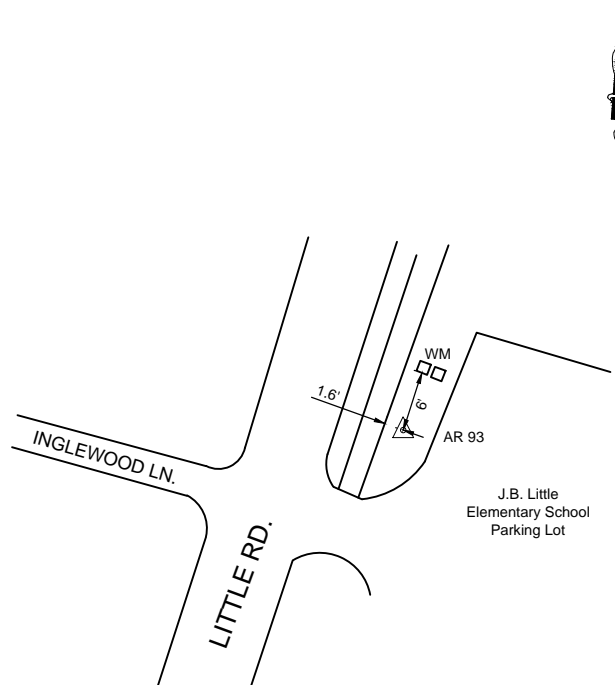 WM
1.6'
6'
AR 93
INGLEWOOD LN.
J.B. Little
Elementary School
Parking Lot
LITTLE RD.